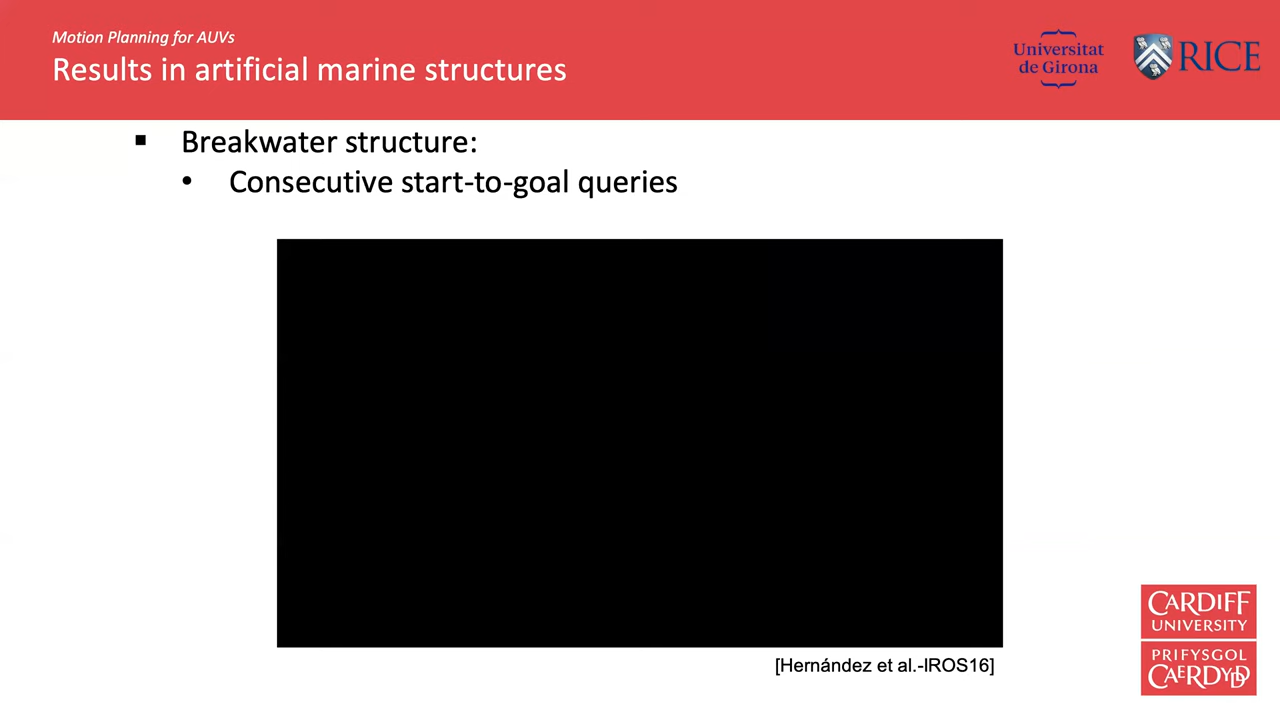 Motion Planning for AUVs
Results in artificial marine structures
Universitat
de Girona
RICE
▪ Breakwater structure:
• Consecutive start-to-goal queries
[Hernández et al.-IROS16]
CARDIFF
UNIVERSITY
PRIFYSGOL
CAERDYDD